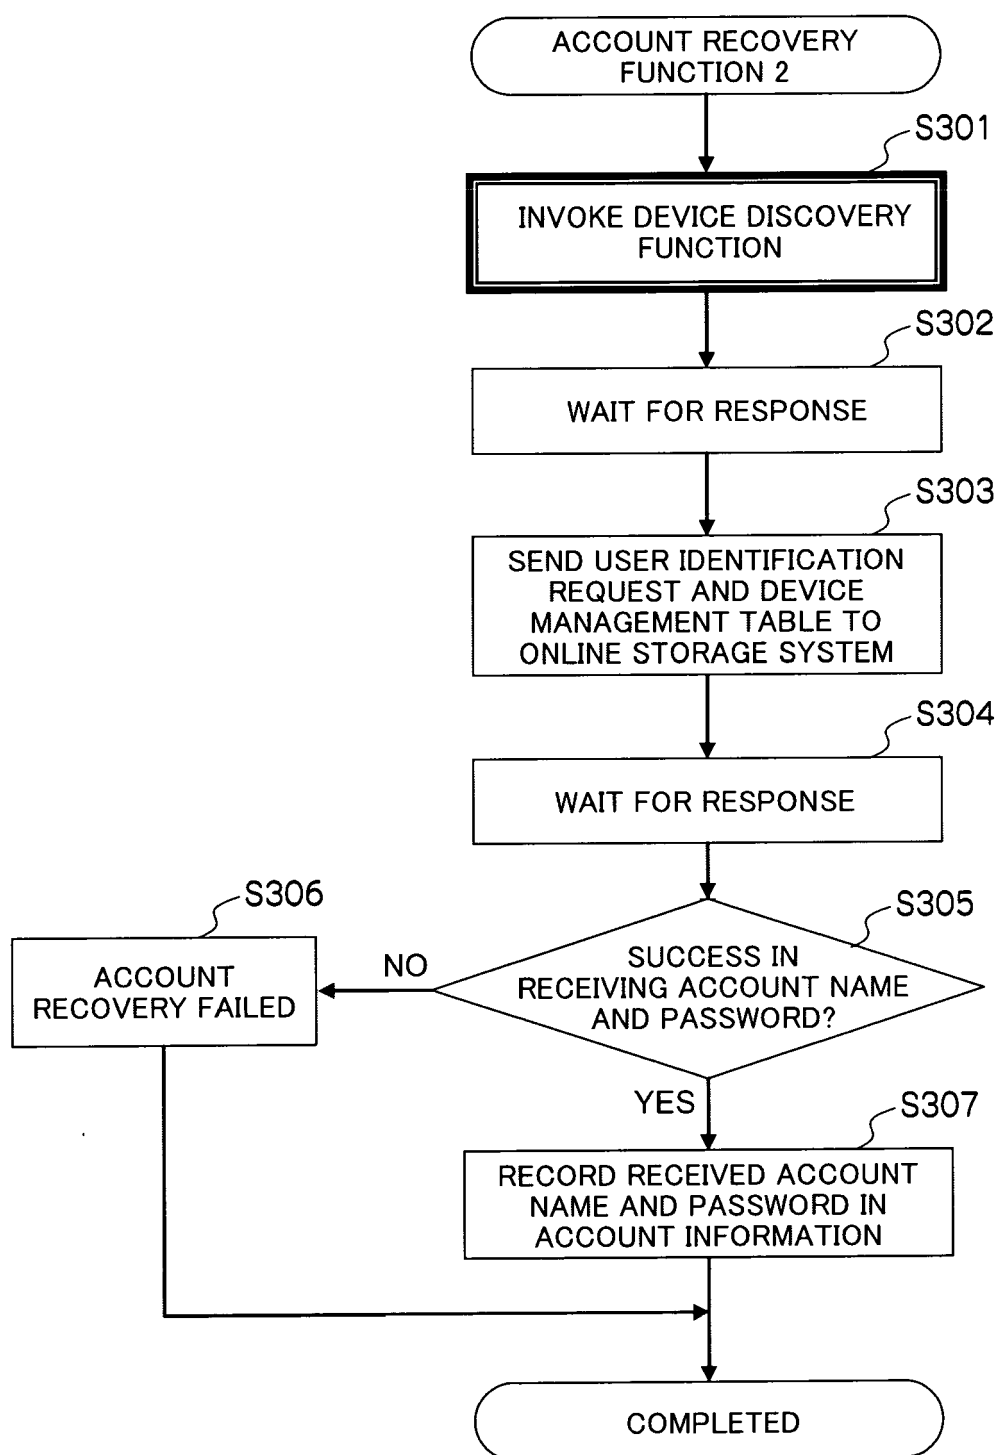 ACCOUNT RECOVERY
FUNCTION 2
S301
INVOKE DEVICE DISCOVERY
FUNCTION
S302
WAIT FOR RESPONSE
S303
SEND USER IDENTIFICATION
REQUEST AND DEVICE
MANAGEMENT TABLE TO
ONLINE STORAGE SYSTEM
S304
WAIT FOR RESPONSE
S305
SUCCESS IN
RECEIVING ACCOUNT NAME
AND PASSWORD?
NO
S306
ACCOUNT
RECOVERY FAILED
YES
S307
RECORD RECEIVED ACCOUNT
NAME AND PASSWORD IN
ACCOUNT INFORMATION
COMPLETED